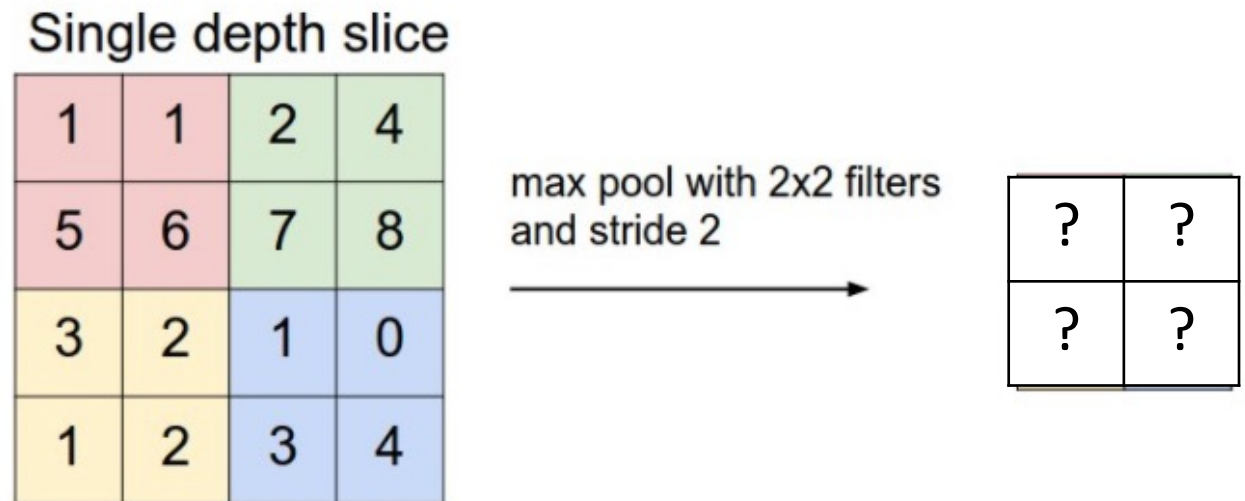 Single depth slice
1 1 2 4
5 6 7 8
3 2 1 0
1 2 3 4
max pool with 2x2 filters
and stride 2
? ?
? ?